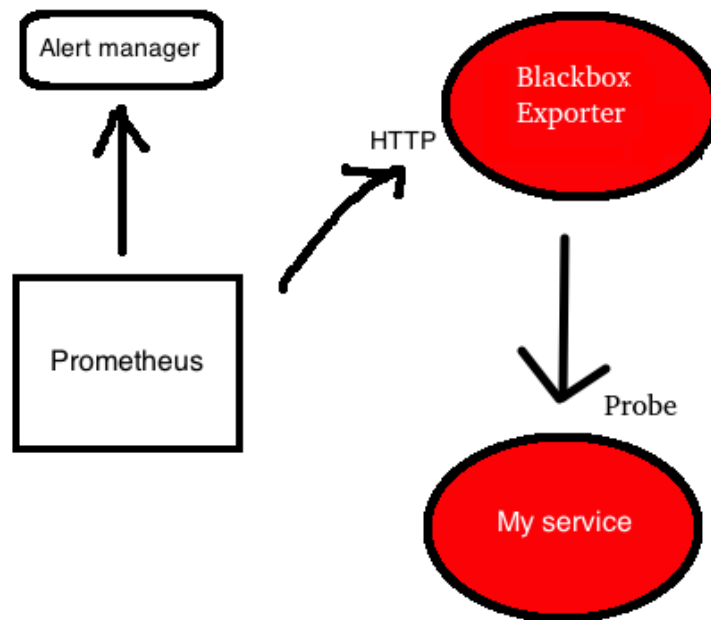 Alert manager
Blackbox
Exporter
HTTP
Prometheus
Probe
My service